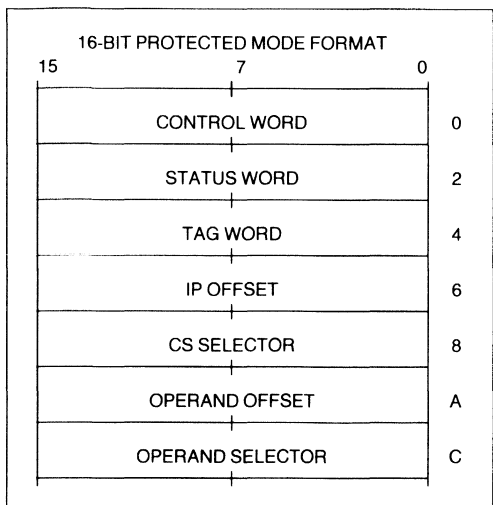 16-BIT PROTECTED MODE FORMAT
15 7 0
CONTROL WORD 0
STATUS WORD 2
TAG WORD 4
IP OFFSET 6
CS SELECTOR 8
OPERAND OFFSET A
OPERAND SELECTOR C